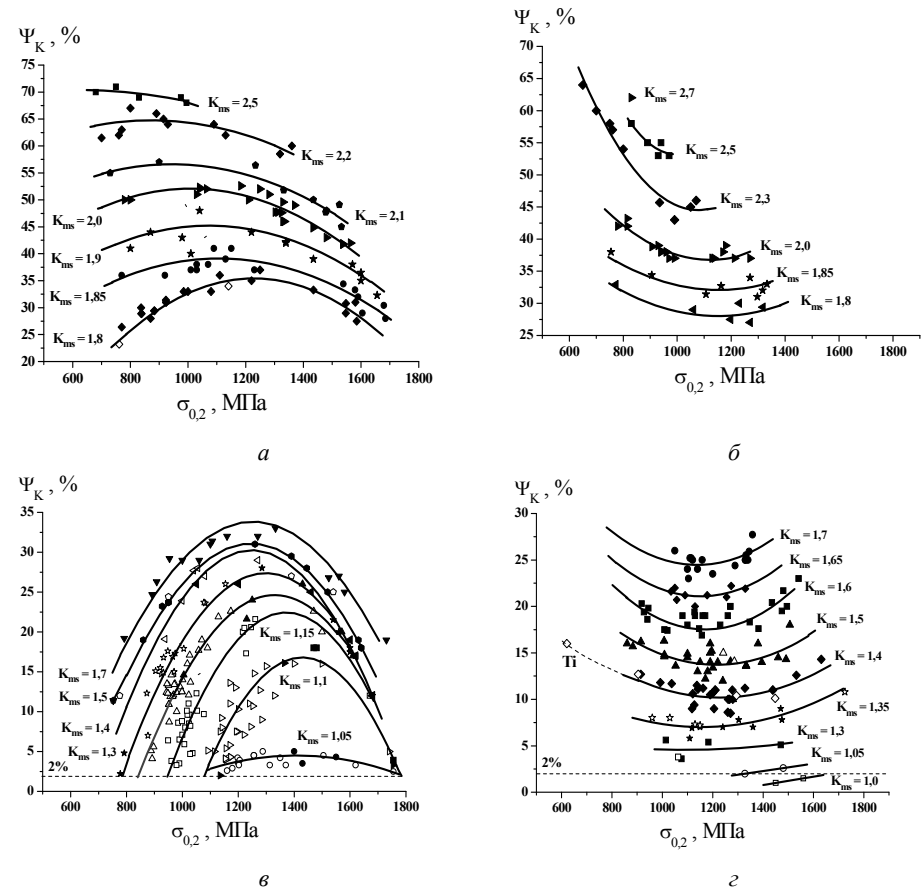 Ψ_K , %
75
70
65
60
55
50
45
40
35
30
25
20
600 800 1000 1200 1400 1600 1800
K_ms = 2,5
K_ms = 2,2
K_ms = 2,1
K_ms = 2,0
K_ms = 1,9
K_ms = 1,85
K_ms = 1,8
σ_0,2 , МПа
а
Ψ_K , %
70
65
60
55
50
45
40
35
30
25
600 800 1000 1200 1400 1600
K_ms = 2,7
K_ms = 2,5
K_ms = 2,3
K_ms = 2,0
K_ms = 1,85
K_ms = 1,8
σ_0,2 , МПа
б
Ψ_K , %
35
30
25
20
15
10
5
0
2%
600 800 1000 1200 1400 1600 1800
K_ms = 1,15
K_ms = 1,1
K_ms = 1,7
K_ms = 1,5
K_ms = 1,4
K_ms = 1,3
K_ms = 1,05
σ_0,2 , МПа
в
Ψ_K , %
30
25
20
15
10
5
0
2%
600 800 1000 1200 1400 1600 1800
K_ms = 1,7
K_ms = 1,65
K_ms = 1,6
K_ms = 1,5
Ti
K_ms = 1,4
K_ms = 1,35
K_ms = 1,3
K_ms = 1,05
K_ms = 1,0
σ_0,2 , МПа
г